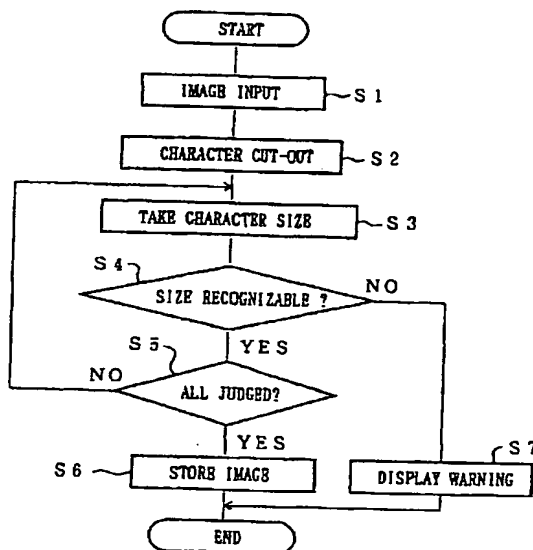 START
IMAGE INPUT
S1
CHARACTER CUT-OUT
S2
TAKE CHARACTER SIZE
S3
S4
SIZE RECOGNIZABLE ?
NO
YES
S5
NO
ALL JUDGED?
YES
S6
STORE IMAGE
S7
DISPLAY WARNING
END